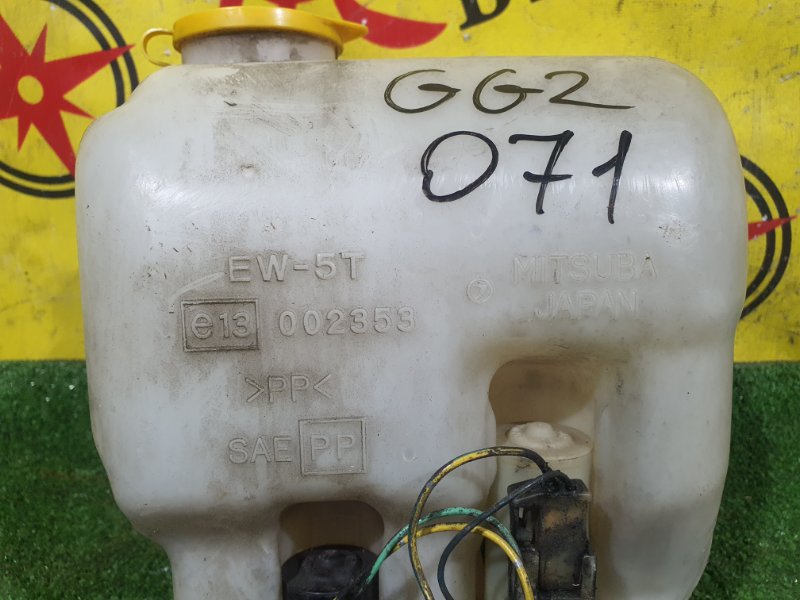 GG2
071
EW-5T
MITSUBA
JAPAN
e13 002353
>PP<
SAE PP